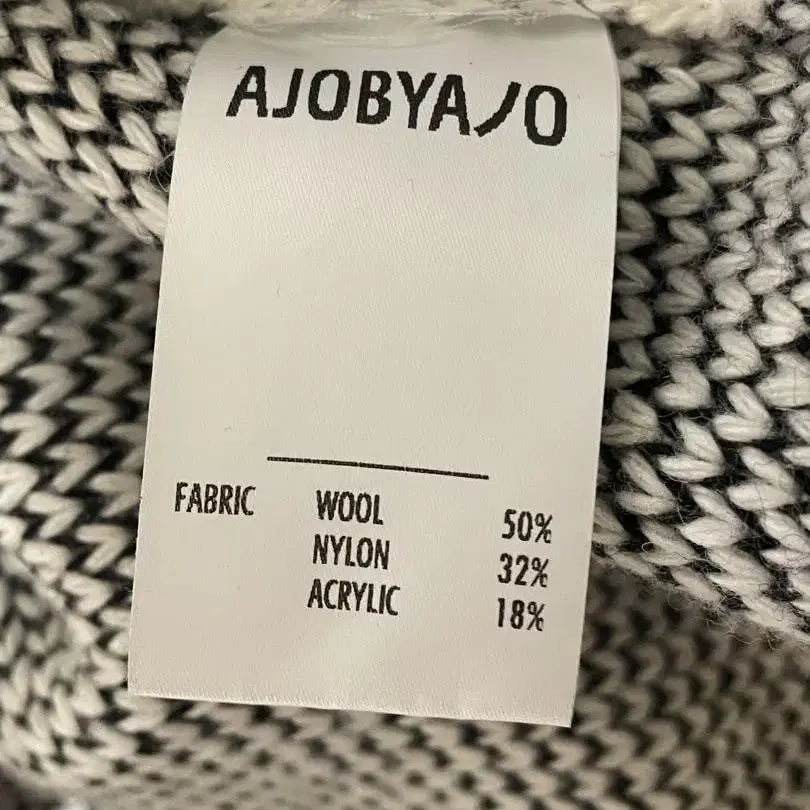 AJOBYAJO
FABRIC WOOL 50%
NYLON 32%
ACRYLIC 18%